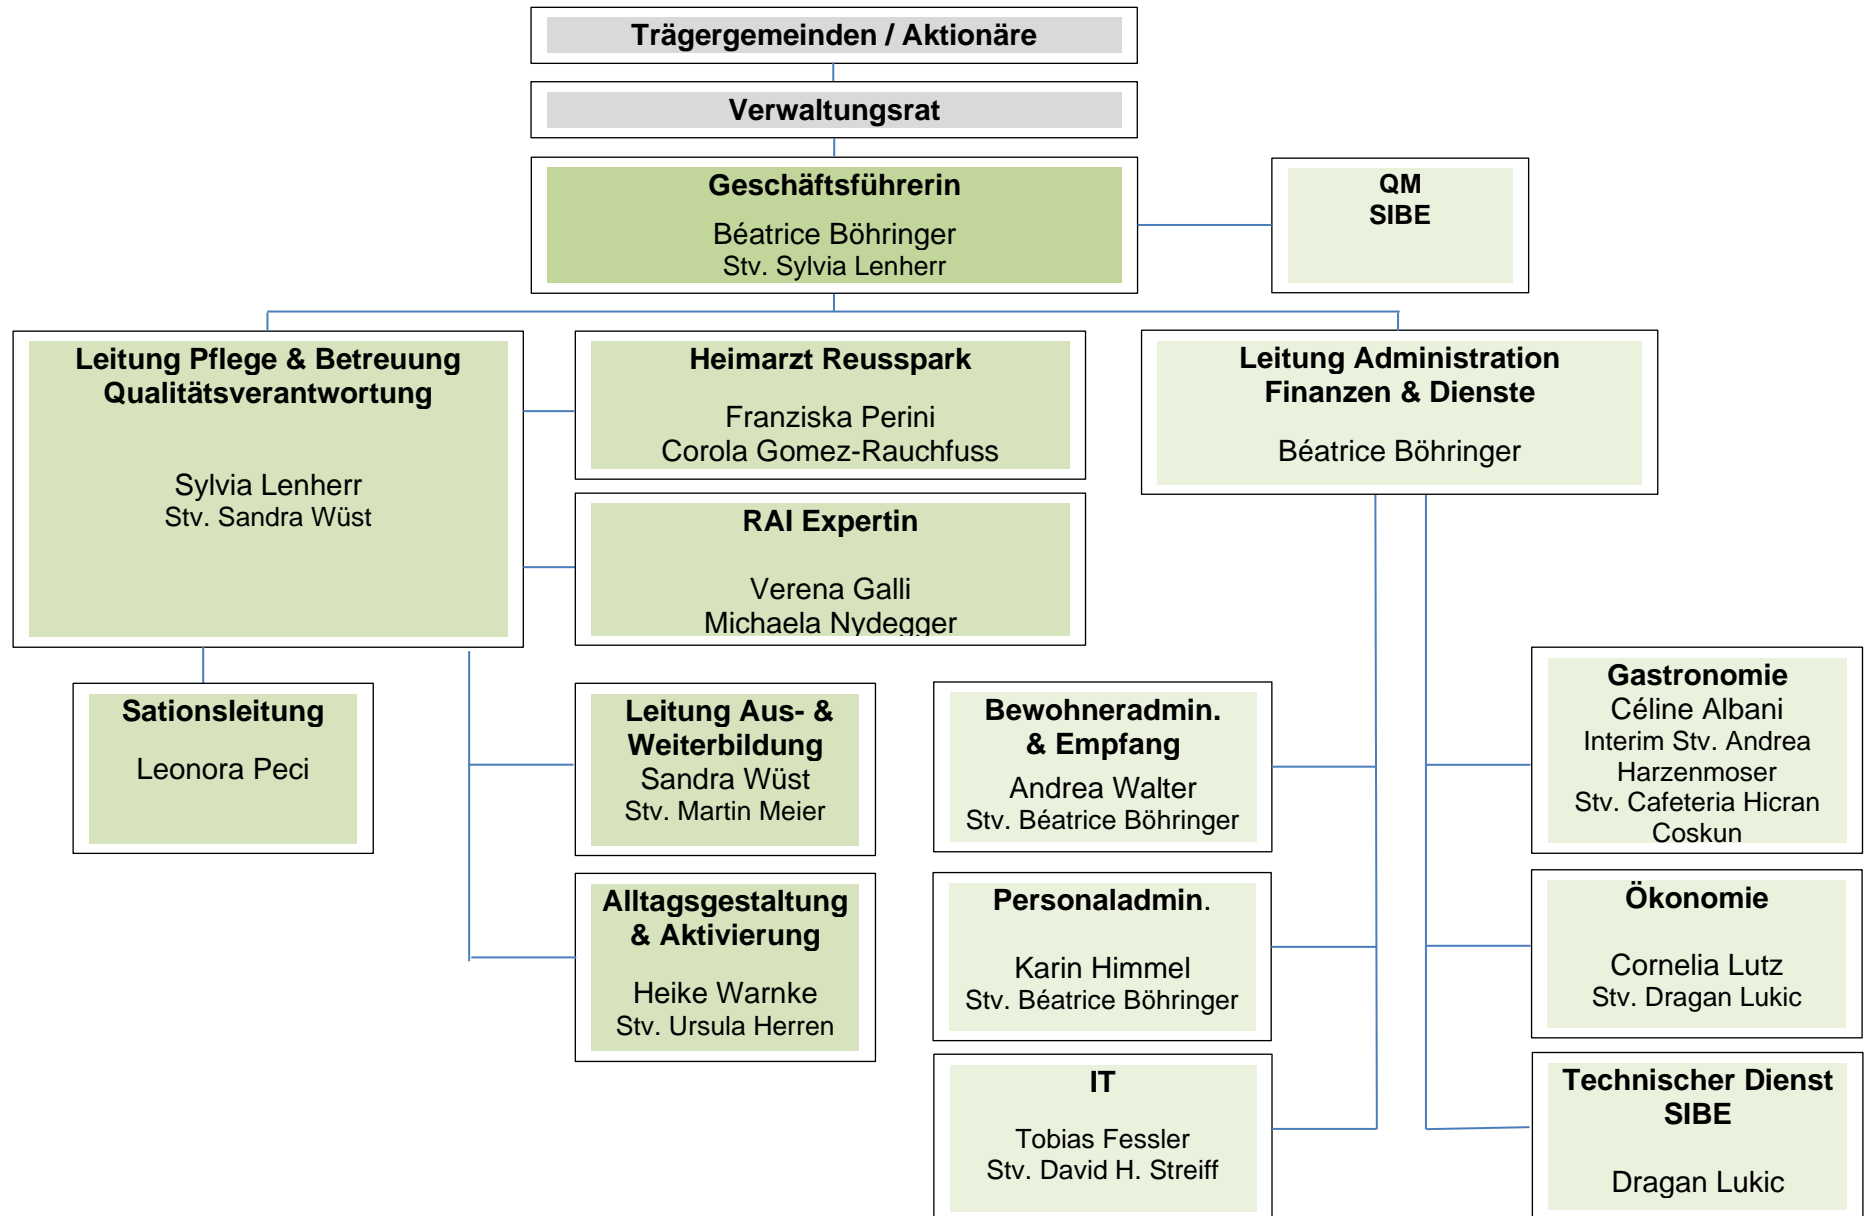 Trägergemeinden / Aktionäre
Verwaltungsrat
Geschäftsführerin
Béatrice Böhringer
Stv. Sylvia Lenherr
QM
SIBE
Leitung Pflege & Betreuung
Qualitätsverantwortung
Sylvia Lenherr
Stv. Sandra Wüst
Heimarzt Reusspark
Franziska Perini
Corola Gomez-Rauchfuss
RAI Expertin
Verena Galli
Michaela Nydegger
Leitung Administration
Finanzen & Dienste
Béatrice Böhringer
Sationsleitung
Leonora Peci
Leitung Aus- &
Weiterbildung
Sandra Wüst
Stv. Martin Meier
Alltagsgestaltung
& Aktivierung
Heike Warnke
Stv. Ursula Herren
Bewohneradmin.
& Empfang
Andrea Walter
Stv. Béatrice Böhringer
Personaladmin.
Karin Himmel
Stv. Béatrice Böhringer
IT
Tobias Fessler
Stv. David H. Streiff
Gastronomie
Céline Albani
Interim Stv. Andrea
Harzenmoser
Stv. Cafeteria Hicran
Coskun
Ökonomie
Cornelia Lutz
Stv. Dragan Lukic
Technischer Dienst
SIBE
Dragan Lukic